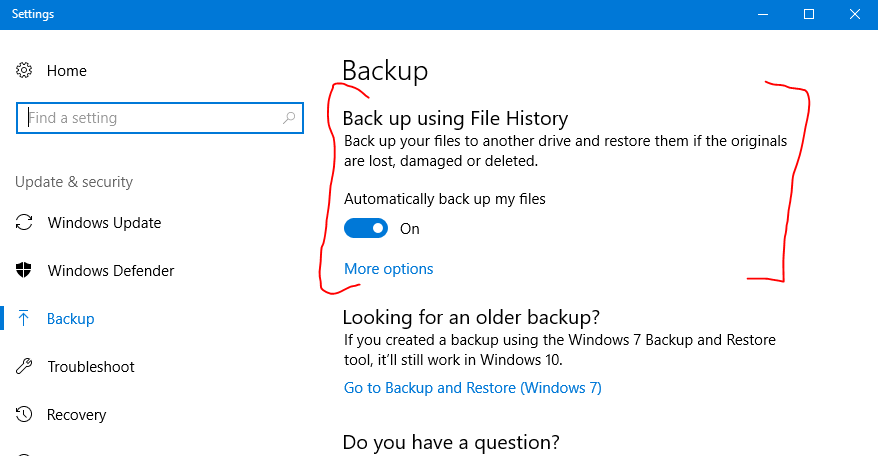 Settings
Home
Find a setting
Update & security
Windows Update
Windows Defender
Backup
Troubleshoot
Recovery
Backup
Back up using File History
Back up your files to another drive and restore them if the originals
are lost, damaged or deleted.
Automatically back up my files
On
More options
Looking for an older backup?
If you created a backup using the Windows 7 Backup and Restore
tool, it'll still work in Windows 10.
Go to Backup and Restore (Windows 7)
Do you have a question?